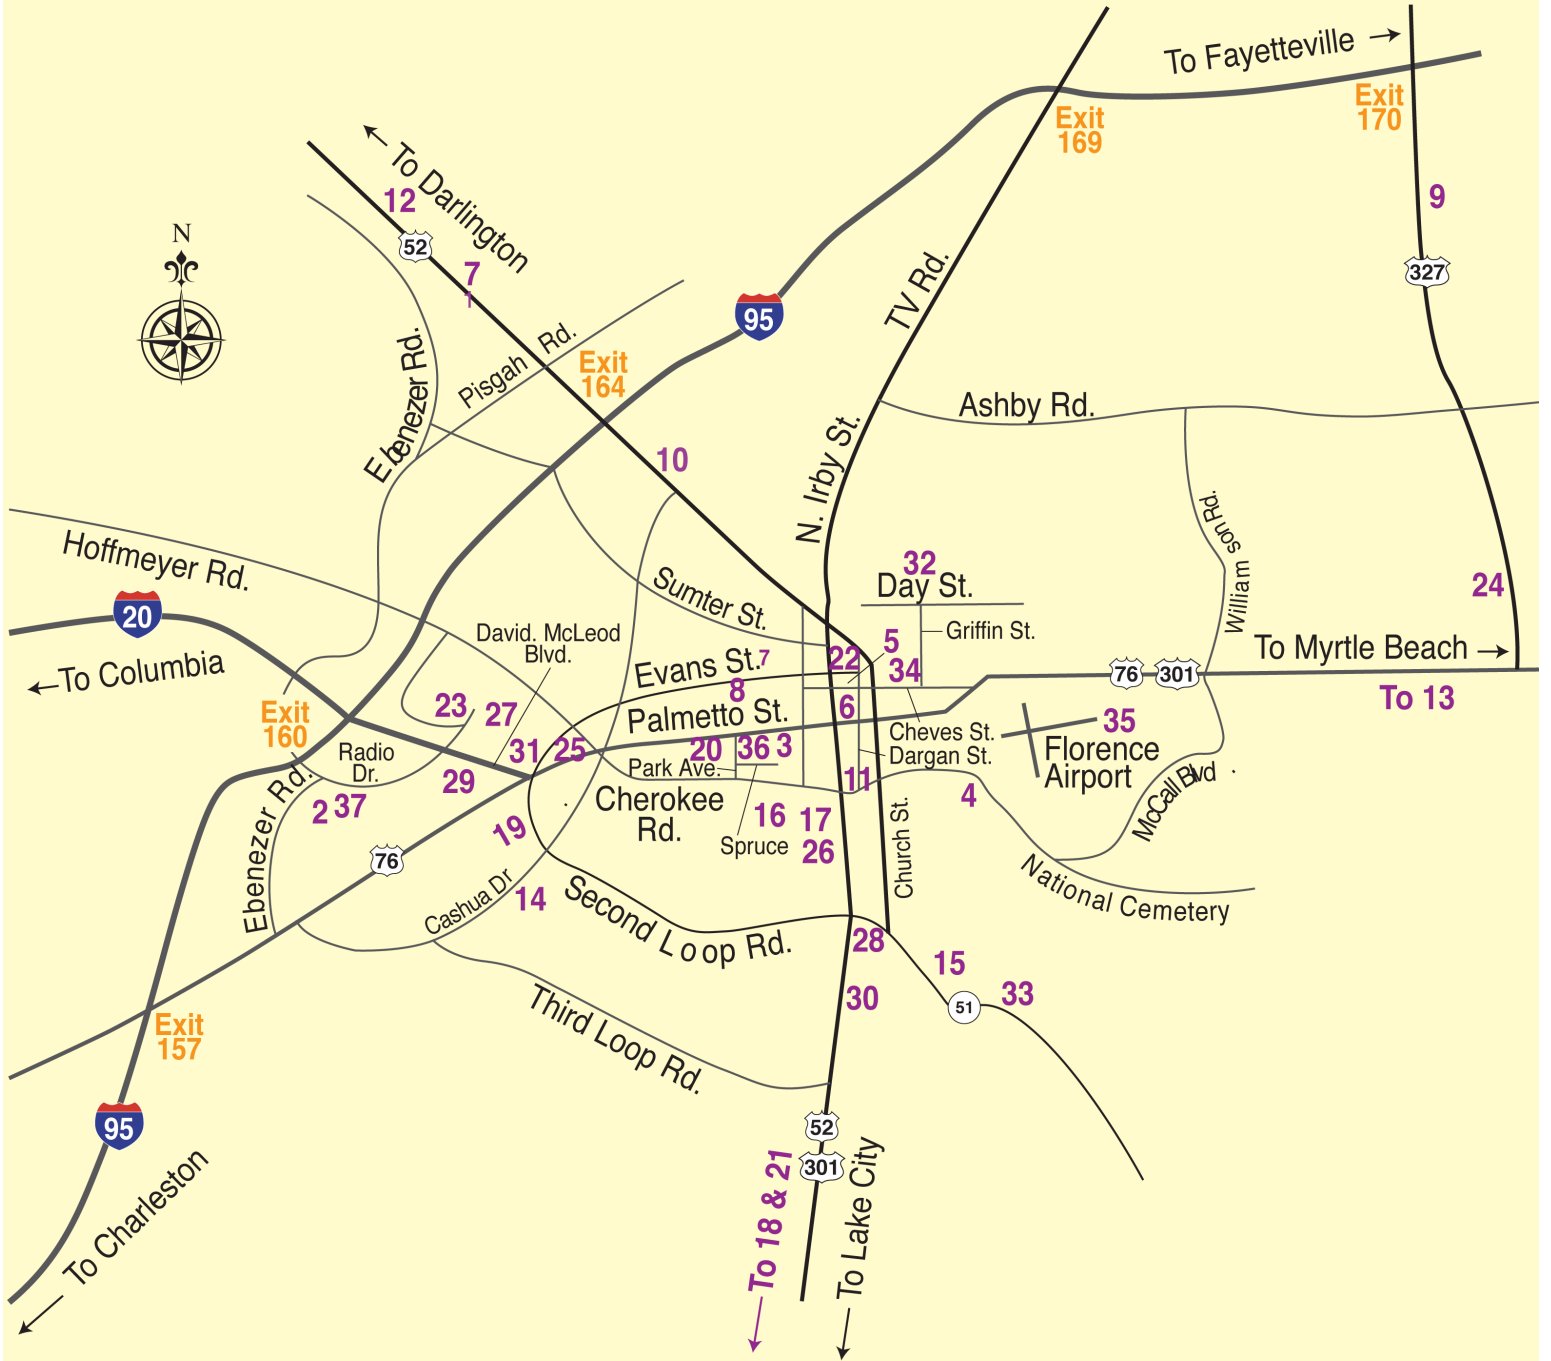 To Fayetteville
Exit
170
Exit
169
To Darlington
12
9
N
52
7
1
327
TV Rd.
95
Pisgah Rd.
Ebenezer Rd.
Exit
164
Ashby Rd.
10
N. Irby St.
Williamson Rd.
Hoffmeyer Rd.
32
Day St.
24
20
Sumter St.
David. McLeod
Blvd.
Griffin St.
5
To Myrtle Beach
To Columbia
Evans St.
7
22
34
76
301
8
To 13
23
27
Palmetto St.
6
35
Exit
160
Cheves St.
Dargan St.
Florence
Airport
Radio
Dr.
31
25
20
36
3
Park Ave.
29
11
McCall Blvd.
2
37
Cherokee
Rd.
4
Ebenezer Rd.
19
16
17
Spruce
26
Church St.
76
National Cemetery
Cashua Dr
14
Second Loop Rd.
28
15
33
30
51
Third Loop Rd.
Exit
157
95
52
301
To Charleston
To 18 & 21
To Lake City